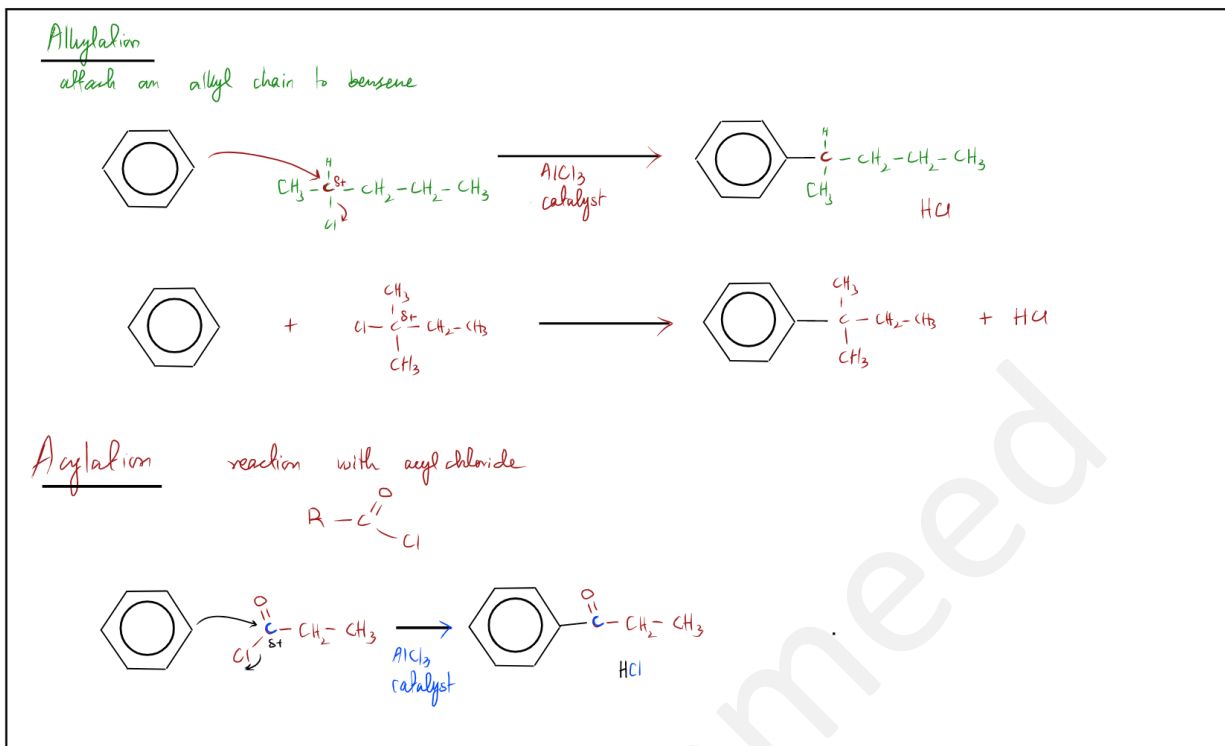 Alkylation
attach an alkyl chain to bensene
H
CH3 - C δ+ - CH2 - CH2 - CH3
Cl
AlCl3
catalyst
H
C - CH2 - CH2 - CH3
CH3
HCl
CH3
+ Cl - C δ+ - CH2 - CH3
CH3
CH3
C - CH2 - CH3 + HCl
CH3
Acylation reaction with acyl chloride
O
R - C
Cl
O
C - CH2 - CH3
Cl δ+
AlCl3
catalyst
O
C - CH2 - CH3
HCl
med